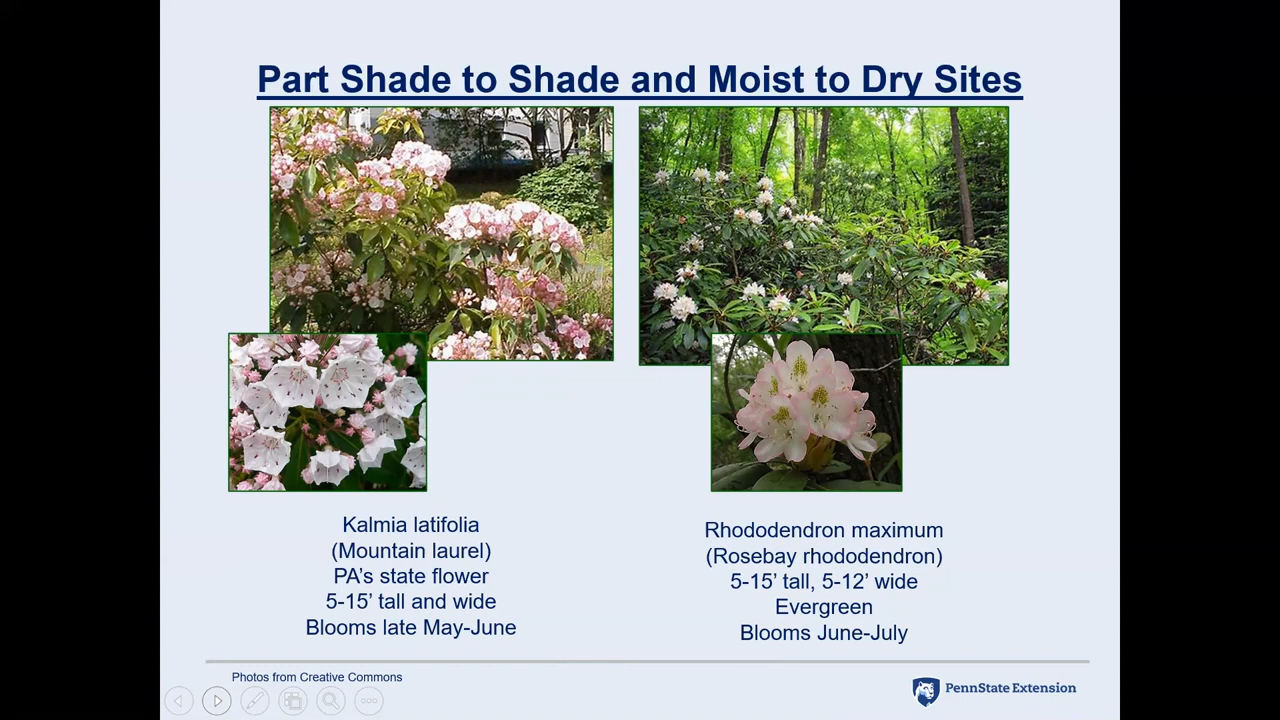 Part Shade to Shade and Moist to Dry Sites
Kalmia latifolia
(Mountain laurel)
PA’s state flower
5-15’ tall and wide
Blooms late May-June
Rhododendron maximum
(Rosebay rhododendron)
5-15’ tall, 5-12’ wide
Evergreen
Blooms June-July
Photos from Creative Commons
PennState Extension